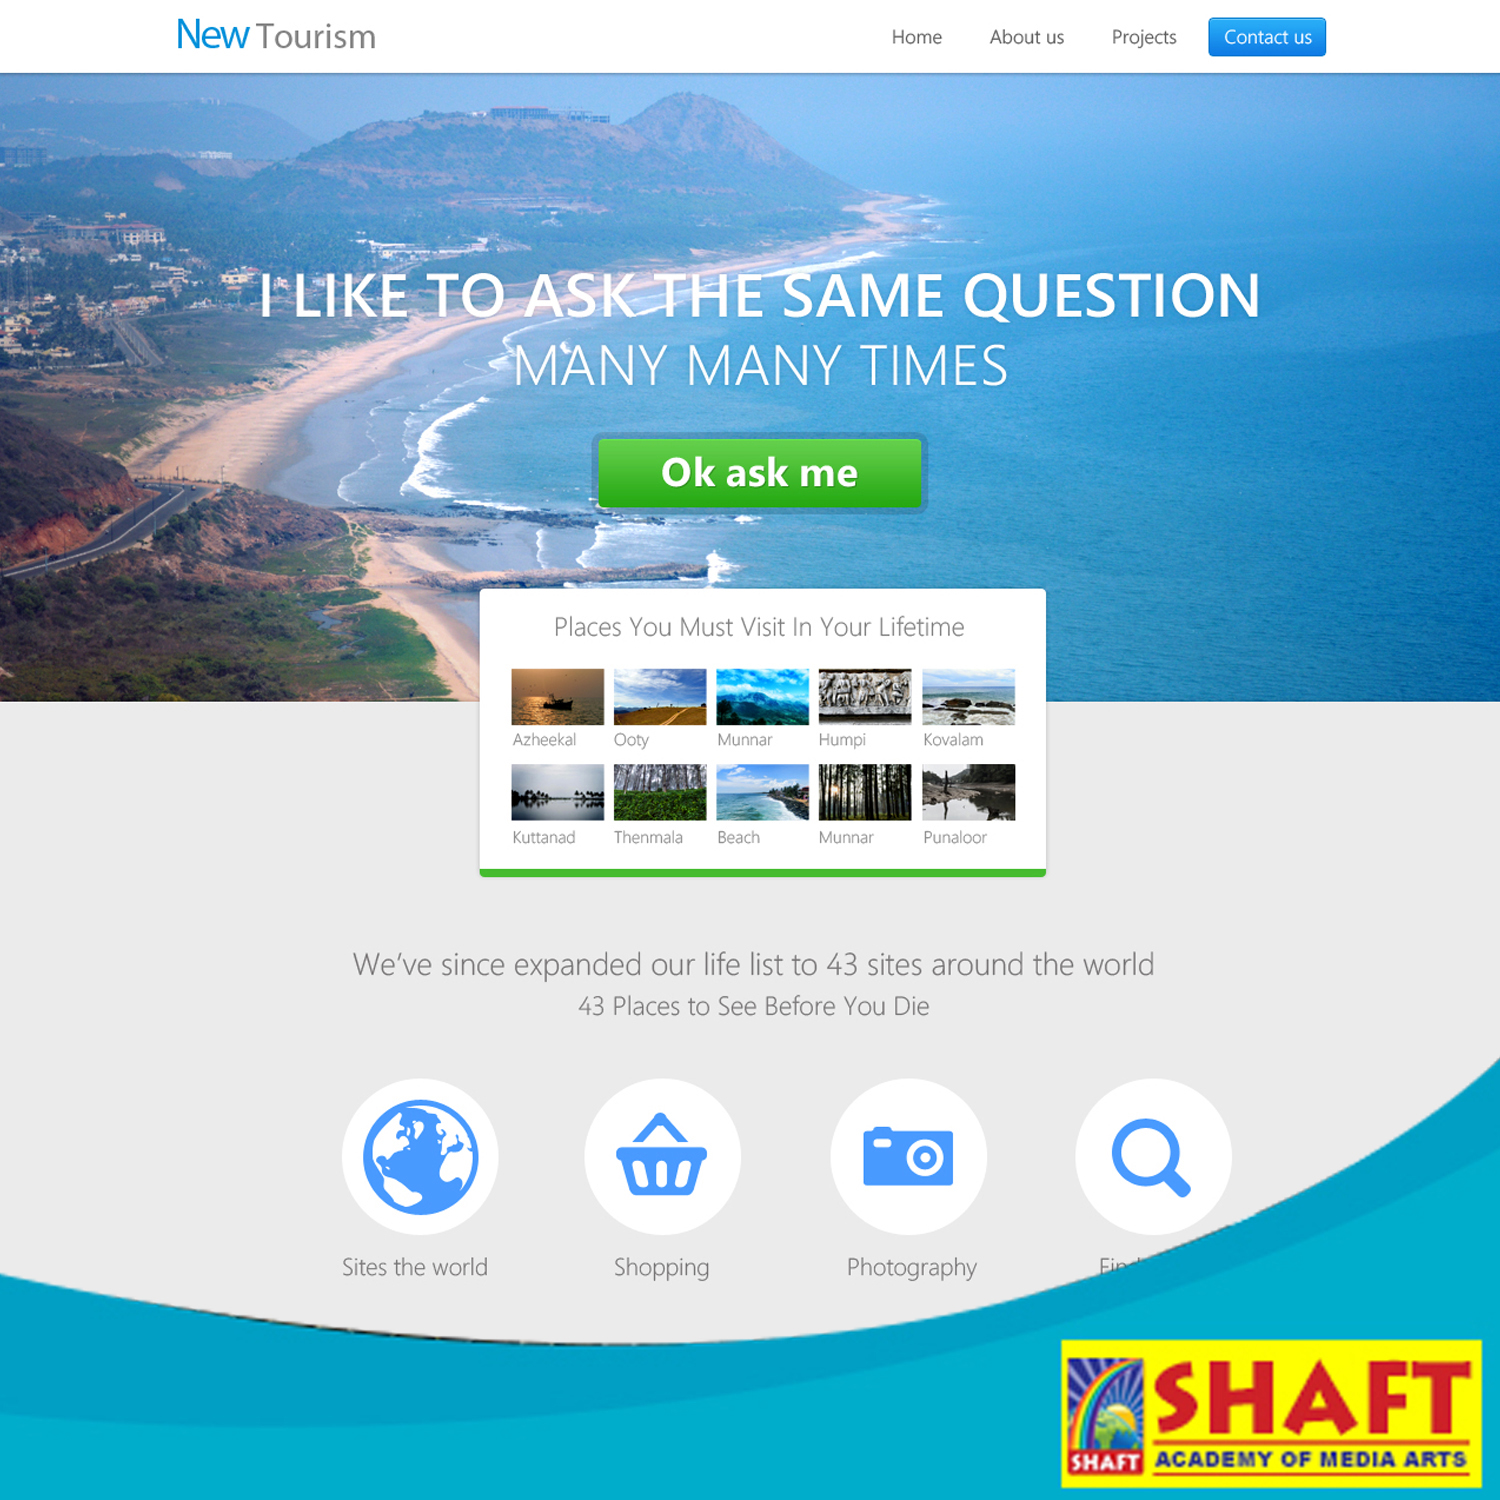 New Tourism
Home About us Projects Contact us
I LIKE TO ASK THE SAME QUESTION
MANY MANY TIMES
Ok ask me
Places You Must Visit In Your Lifetime
Azheekal Ooty Munnar Humpi Kovalam
Kuttanad Thenmala Beach Munnar Punaloor
We've since expanded our life list to 43 sites around the world
43 Places to See Before You Die
Sites the world Shopping Photography
SHAFT
SHAFT
ACADEMY OF MEDIA ARTS